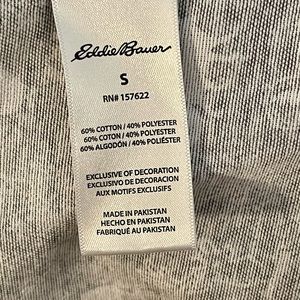 Eddie Bauer
S
RN# 157622
60% COTTON / 40% POLYESTER
60% COTON / 40% POLYESTER
60% ALGODÓN / 40% POLIÉSTER
EXCLUSIVE OF DECORATION
EXCLUSIVO DE DECORACIÓN
AUX MOTIFS EXCLUSIFS
MADE IN PAKISTAN
HECHO EN PAKISTAN
FABRIQUÉ AU PAKISTAN